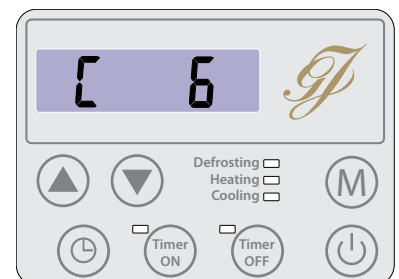 C 6
GJ
Defrosting
Heating
Cooling
M
Timer
ON
Timer
OFF